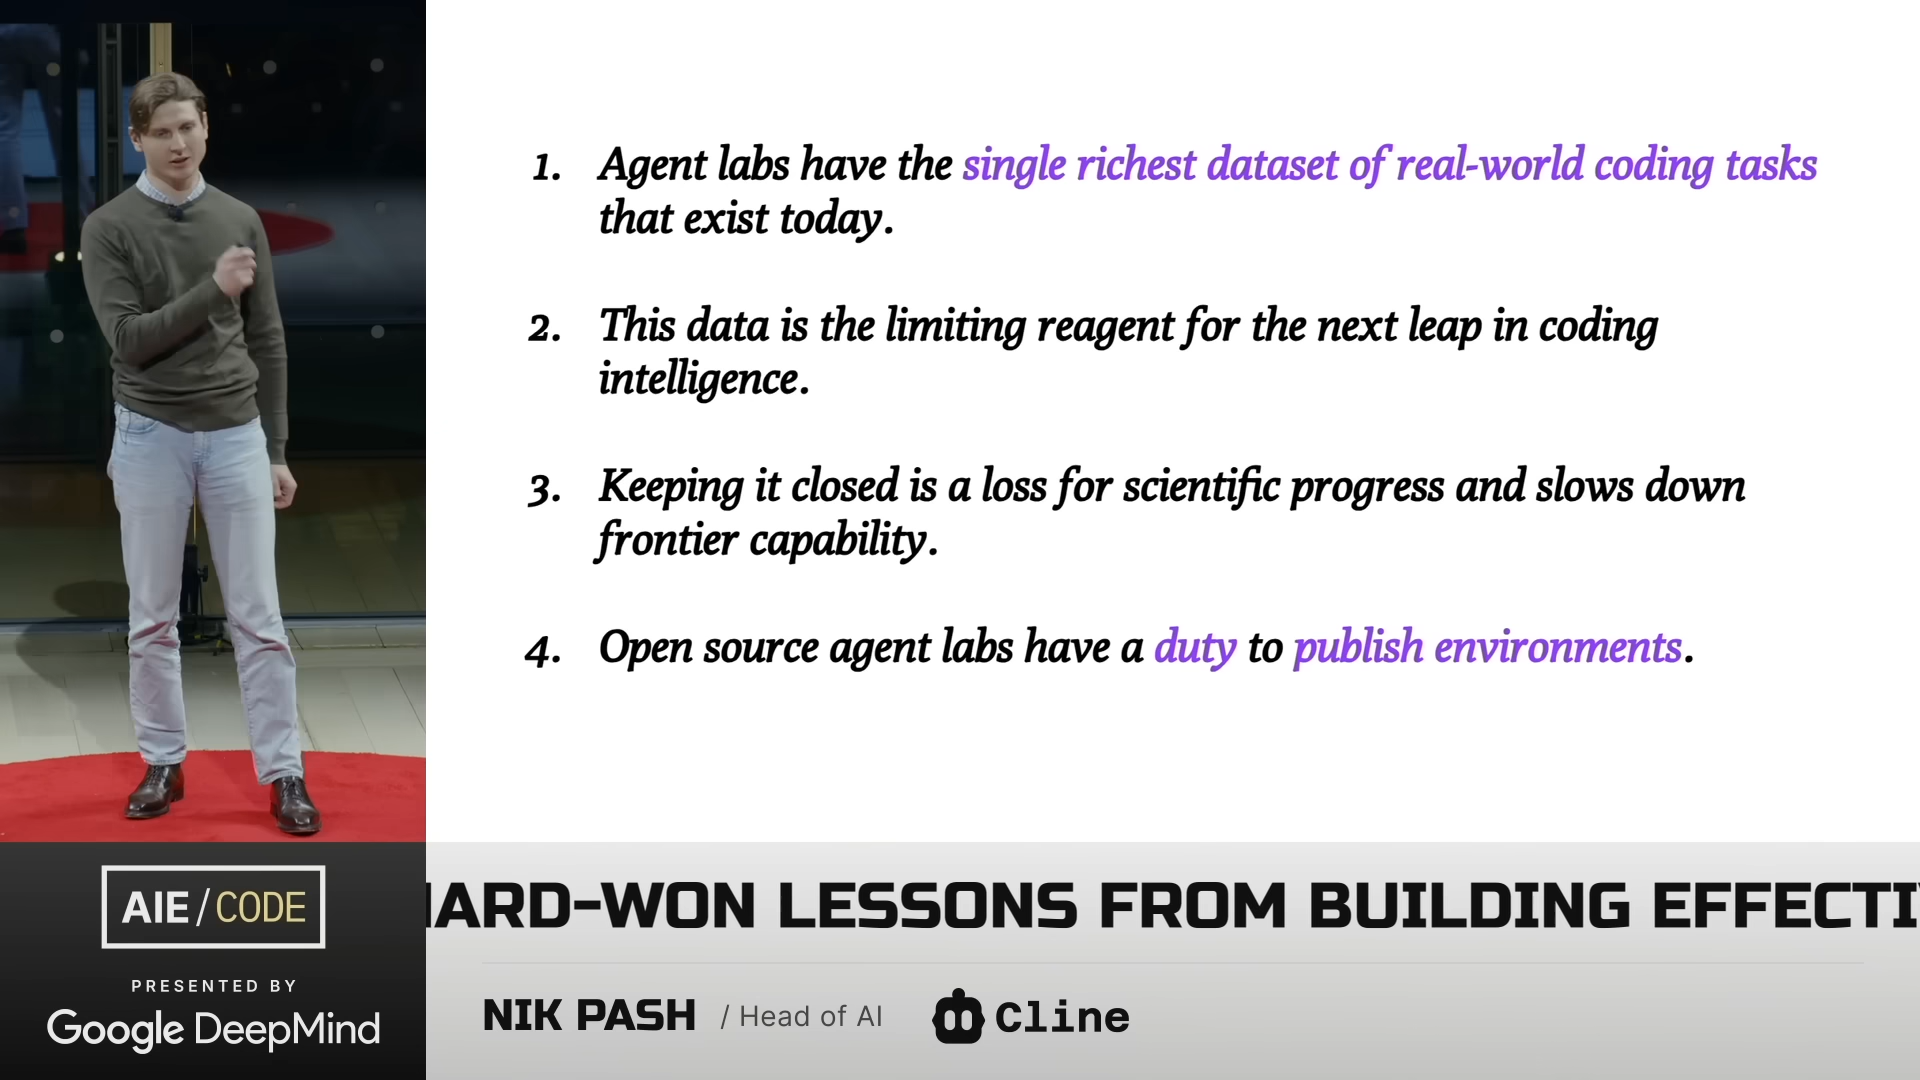 1. Agent labs have the single richest dataset of real-world coding tasks
that exist today.
2. This data is the limiting reagent for the next leap in coding
intelligence.
3. Keeping it closed is a loss for scientific progress and slows down
frontier capability.
4. Open source agent labs have a duty to publish environments.
AIE/CODE
PRESENTED BY
Google DeepMind
HARD-WON LESSONS FROM BUILDING EFFECTIV
NIK PASH / Head of AI Cline